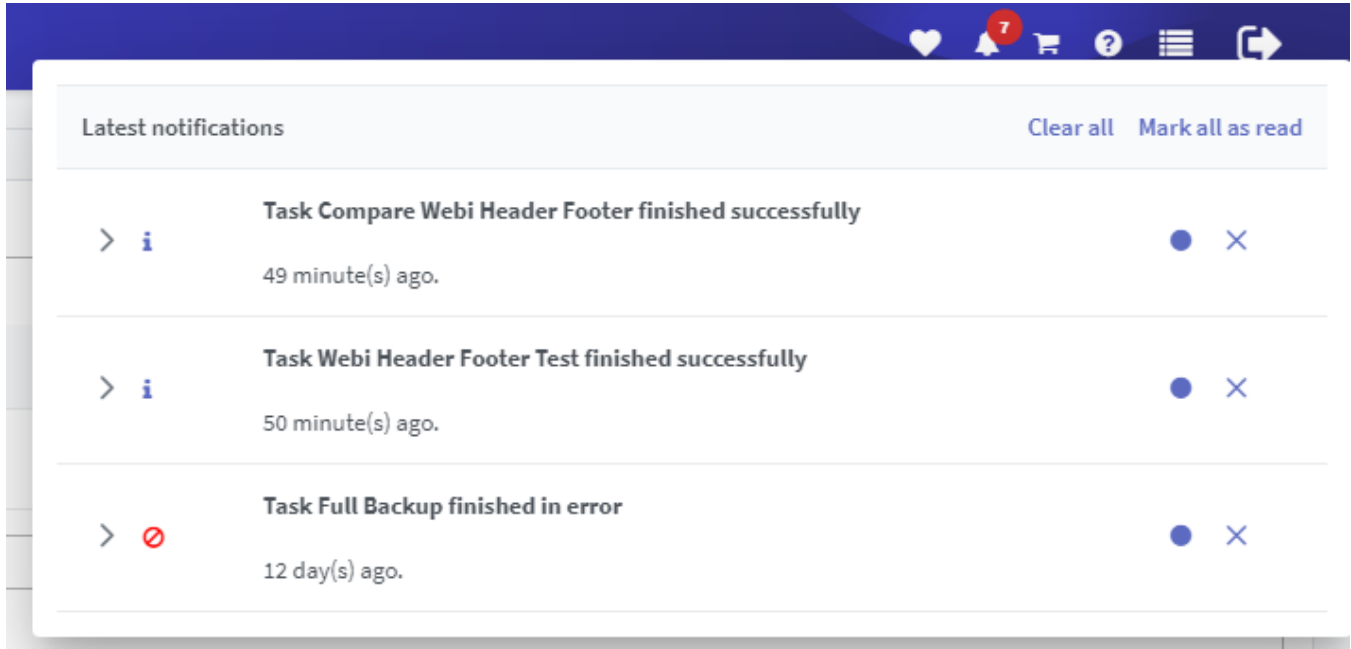 7
Latest notifications Clear all Mark all as read
Task Compare Webi Header Footer finished successfully
49 minute(s) ago.
Task Webi Header Footer Test finished successfully
50 minute(s) ago.
Task Full Backup finished in error
12 day(s) ago.